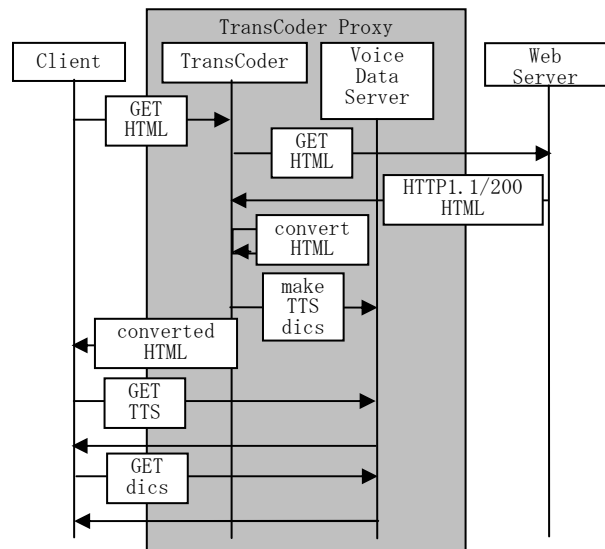 TransCoder Proxy
Client
TransCoder
Voice
Data
Server
Web
Server
GET
HTML
GET
HTML
HTTP1.1/200
HTML
convert
HTML
make
TTS
dics
converted
HTML
GET
TTS
GET
dics